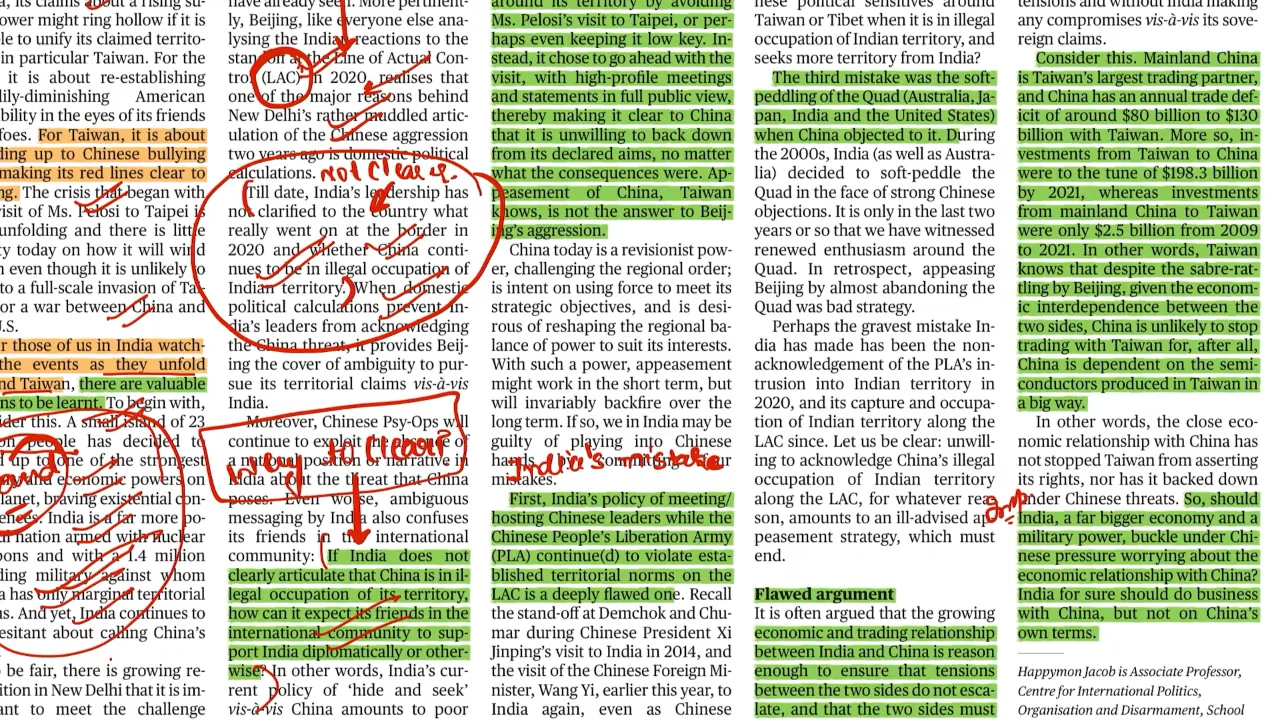 a, its claims about a rising su-
might ring hollow if it is
to unify its claimed territo-
in particular Taiwan. For the
it is about re-establishing
American
in the eyes of its friends
foes. For Taiwan, it is about
up to Chinese bullying
making its red lines clear to
The crisis that began with
visit of Ms. Pelosi to Taipei is
unfolding and there is little
today on how it will wind
even though it is unlikely to
to a full-scale invasion of Tai-
or a war between China and
U.S.
those of us in India watch-
the events as they unfold
Taiwan, there are valuable
to be learnt. To begin with,
this. A small island of 23
people has decided to
up to one of the strongest
and economic powers on
planet, braving existential con-
India is a far more po-
nation armed with nuclear
and with a 1.4 million
military against whom
has only marginal territorial
And yet, India continues to
hesitant about calling China's
be fair, there is growing re-
in New Delhi that it is im-
to meet the challenge
have already seen. More pertinent-
ly, Beijing, like everyone else ana-
lysing the Indian reactions to the
stand-off at the Line of Actual Con-
trol (LAC) in 2020, realises that
one of the major reasons behind
New Delhi's rather muddled artic-
ulation of the Chinese aggression
two years ago is domestic political
calculations.
not clear
Till date, India's leadership has
not clarified to the country what
really went on at the border in
2020 and whether China conti-
nues to be in illegal occupation of
Indian territory. When domestic
political calculations prevent In-
dia's leaders from acknowledging
the China threat, it provides Beij-
ing the cover of ambiguity to pur-
sue its territorial claims vis-à-vis
India.
Moreover, Chinese Psy-Ops will
continue to exploit the absence of
a national position or narrative in
why to clear?
India about the threat that China
poses. Even worse, ambiguous
messaging by India also confuses
its friends in the international
community: If India does not
clearly articulate that China is in il-
legal occupation of its territory,
how can it expect its friends in the
international community to sup-
port India diplomatically or other-
wise? In other words, India's cur-
rent policy of 'hide and seek'
vis-à-vis China amounts to poor
around its territory by avoiding
Ms. Pelosi's visit to Taipei, or per-
haps even keeping it low key. In-
stead, it chose to go ahead with the
visit, with high-profile meetings
and statements in full public view,
thereby making it clear to China
that it is unwilling to back down
from its declared aims, no matter
what the consequences were. Ap-
peasement of China, Taiwan
knows, is not the answer to Beij-
ing's aggression.
China today is a revisionist pow-
er, challenging the regional order;
is intent on using force to meet its
strategic objectives, and is desi-
rous of reshaping the regional ba-
lance of power to suit its interests.
With such a power, appeasement
might work in the short term, but
will invariably backfire over the
long term. If so, we in India may be
guilty of playing into Chinese
hands by committing four
India's mistake
mistakes.
First, India's policy of meeting/
hosting Chinese leaders while the
Chinese People's Liberation Army
(PLA) continue(d) to violate esta-
blished territorial norms on the
LAC is a deeply flawed one. Recall
the stand-off at Demchok and Chu-
mar during Chinese President Xi
Jinping's visit to India in 2014, and
the visit of the Chinese Foreign Mi-
nister, Wang Yi, earlier this year, to
India again, even as Chinese
these political sensitives around
Taiwan or Tibet when it is in illegal
occupation of Indian territory, and
seeks more territory from India?
The third mistake was the soft-
peddling of the Quad (Australia, Ja-
pan, India and the United States)
when China objected to it. During
the 2000s, India (as well as Austra-
lia) decided to soft-peddle the
Quad in the face of strong Chinese
objections. It is only in the last two
years or so that we have witnessed
renewed enthusiasm around the
Quad. In retrospect, appeasing
Beijing by almost abandoning the
Quad was bad strategy.
Perhaps the gravest mistake In-
dia has made has been the non-
acknowledgement of the PLA's in-
trusion into Indian territory in
2020, and its capture and occupa-
tion of Indian territory along the
LAC since. Let us be clear: unwill-
ing to acknowledge China's illegal
occupation of Indian territory
along the LAC, for whatever rea-
son, amounts to an ill-advised ap-
peasement strategy, which must
end.
Flawed argument
It is often argued that the growing
economic and trading relationship
between India and China is reason
enough to ensure that tensions
between the two sides do not esca-
late, and that the two sides must
tensions and without India making
any compromises vis-à-vis its sove-
reign claims.
Consider this. Mainland China
is Taiwan's largest trading partner,
and China has an annual trade def-
icit of around $80 billion to $130
billion with Taiwan. More so, in-
vestments from Taiwan to China
were to the tune of $198.3 billion
by 2021, whereas investments
from mainland China to Taiwan
were only $2.5 billion from 2009
to 2021. In other words, Taiwan
knows that despite the sabre-rat-
tling by Beijing, given the econom-
ic interdependence between the
two sides, China is unlikely to stop
trading with Taiwan for, after all,
China is dependent on the semi-
conductors produced in Taiwan in
a big way.
In other words, the close eco-
nomic relationship with China has
not stopped Taiwan from asserting
its rights, nor has it backed down
under Chinese threats. So, should
India, a far bigger economy and a
military power, buckle under Chi-
nese pressure worrying about the
economic relationship with China?
India for sure should do business
with China, but not on China's
own terms.
Happymon Jacob is Associate Professor,
Centre for International Politics,
Organisation and Disarmament, School